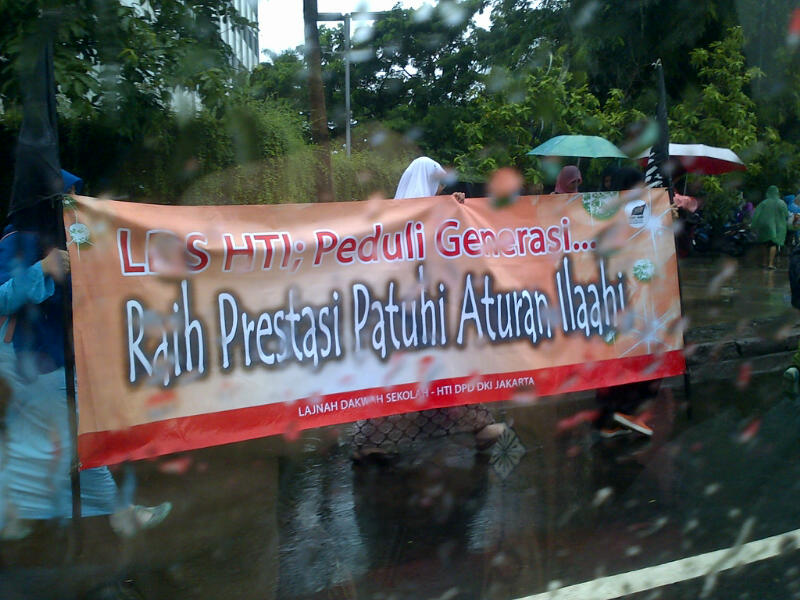 LDS HTI; Peduli Generasi...
Raih Prestasi Patuhi Aturan Ilaahi
LAJNAH DAKWAH SEKOLAH - HTI DPD DKI JAKARTA